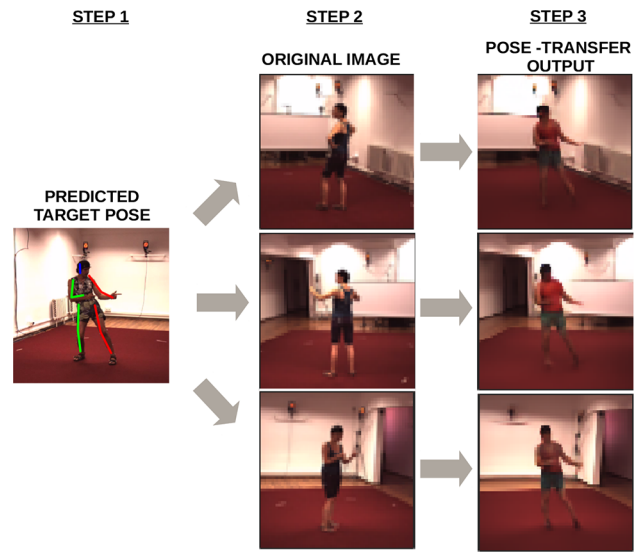 STEP 1
STEP 2
STEP 3
ORIGINAL IMAGE
POSE -TRANSFER
OUTPUT
PREDICTED
TARGET POSE